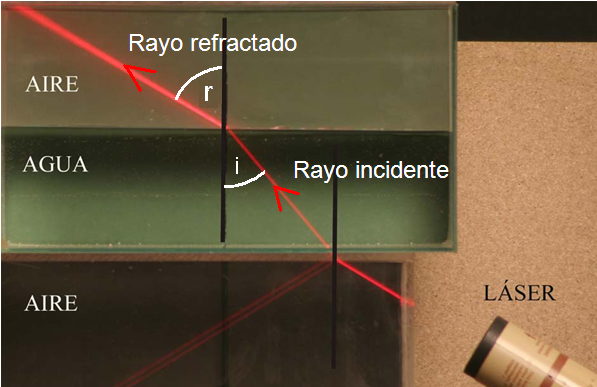 Rayo refractado
AIRE
r
AGUA
i
Rayo incidente
AIRE
LÁSER